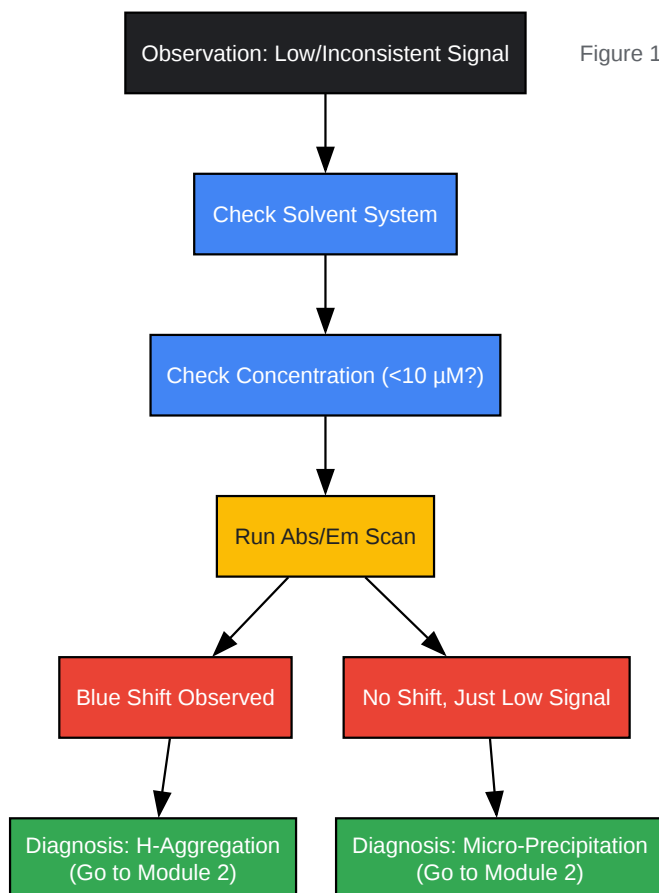 Observation: Low/Inconsistent Signal
Figure 1
Check Solvent System
Check Concentration (<10 µM?)
Run Abs/Em Scan
Blue Shift Observed
No Shift, Just Low Signal
Diagnosis: H-Aggregation
(Go to Module 2)
Diagnosis: Micro-Precipitation
(Go to Module 2)